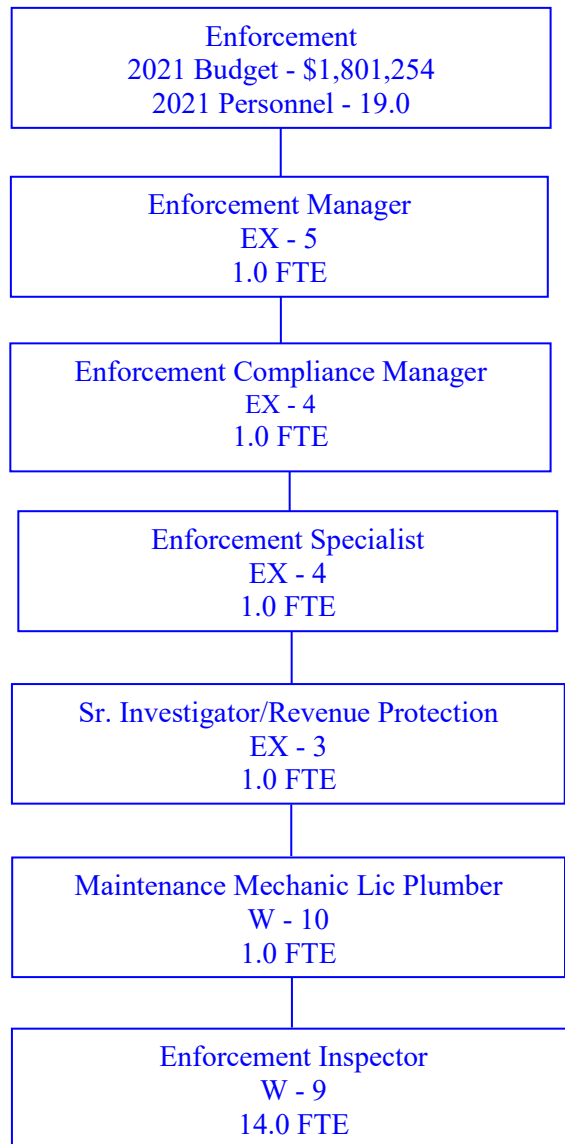 Enforcement
2021 Budget - $1,801,254
2021 Personnel - 19.0
Enforcement Manager
EX - 5
1.0 FTE
Enforcement Compliance Manager
EX - 4
1.0 FTE
Enforcement Specialist
EX - 4
1.0 FTE
Sr. Investigator/Revenue Protection
EX - 3
1.0 FTE
Maintenance Mechanic Lic Plumber
W - 10
1.0 FTE
Enforcement Inspector
W - 9
14.0 FTE